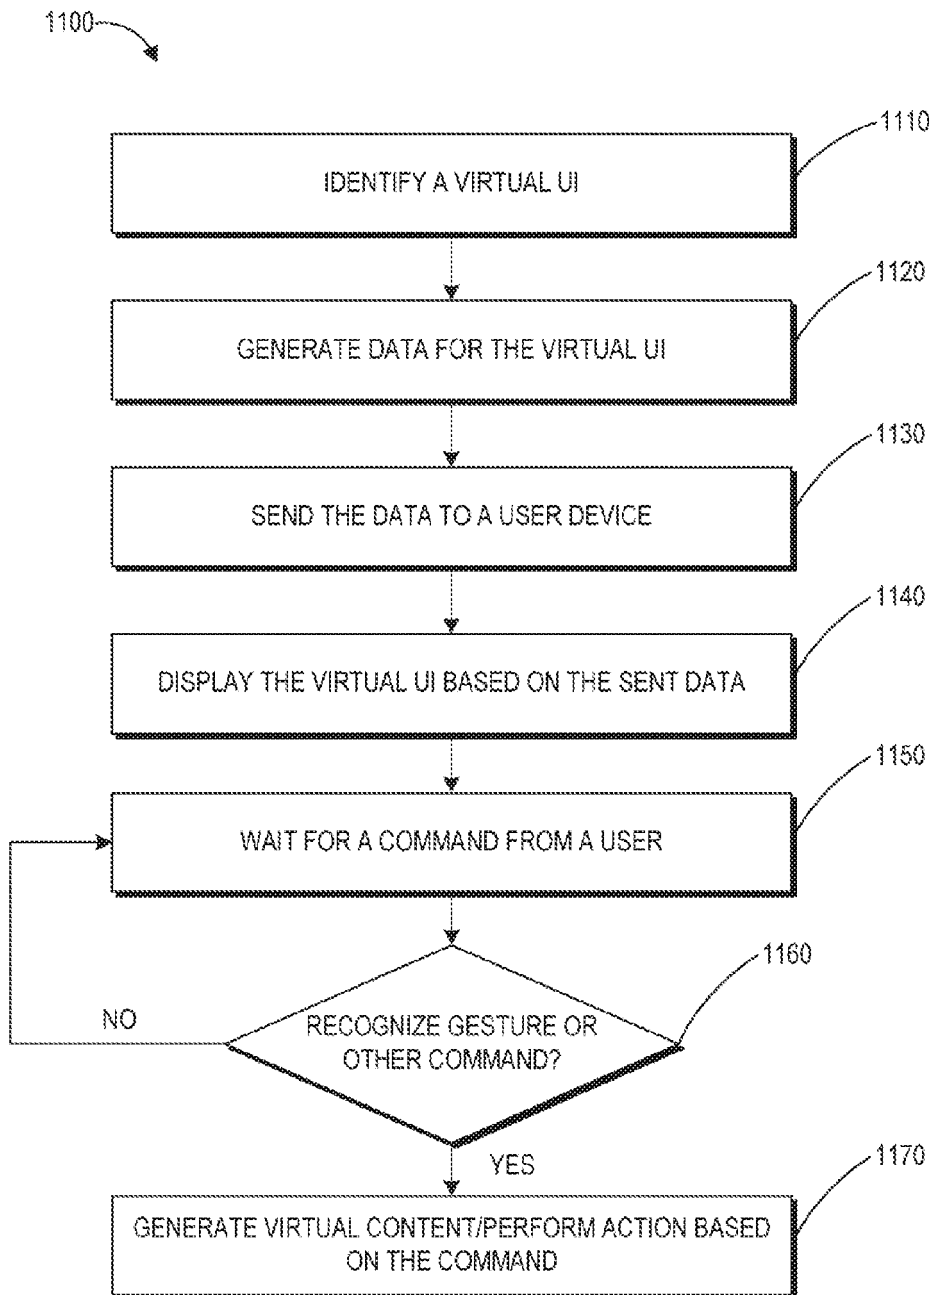 1100
1110
IDENTIFY A VIRTUAL UI
1120
GENERATE DATA FOR THE VIRTUAL UI
1130
SEND THE DATA TO A USER DEVICE
1140
DISPLAY THE VIRTUAL UI BASED ON THE SENT DATA
1150
WAIT FOR A COMMAND FROM A USER
1160
NO
RECOGNIZE GESTURE OR
OTHER COMMAND?
YES
1170
GENERATE VIRTUAL CONTENT/PERFORM ACTION BASED
ON THE COMMAND